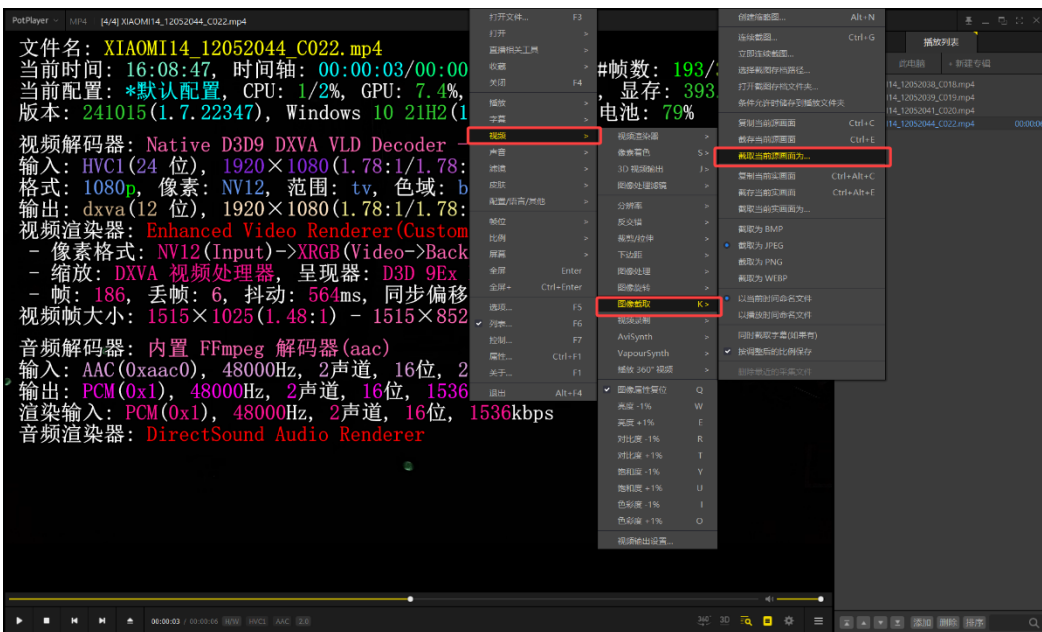 PotPlayer MP4 [4/4] XIAOMI14_12052044_C022.mp4
文件名: XIAOMI14_12052044_C022.mp4
当前时间: 16:08:47, 时间轴: 00:00:03/00:00
#帧数: 193/
当前配置: *默认配置, CPU: 1/2%, GPU: 7.4%,
, 显存: 393.
版本: 241015(1.7.22347), Windows 10 21H2(1
电池: 79%
视频解码器: Native D3D9 DXVA VLD Decoder –
输入: HVC1(24 位), 1920×1080(1.78:1/1.78:
格式: 1080p, 像素: NV12, 范围: tv, 色域: b
输出: dxva(12 位), 1920×1080(1.78:1/1.78:
视频渲染器: Enhanced Video Renderer(Custom
– 像素格式: NV12(Input)->XRGB(Video->Back
– 缩放: DXVA 视频处理器, 呈现器: D3D 9Ex
– 帧: 186, 丢帧: 6, 抖动: 564ms, 同步偏移
视频帧大小: 1515×1025(1.48:1) – 1515×852
音频解码器: 内置 FFmpeg 解码器(aac)
输入: AAC(0xaac0), 48000Hz, 2声道, 16位, 2
输出: PCM(0x1), 48000Hz, 2声道, 16位, 1536
渲染输入: PCM(0x1), 48000Hz, 2声道, 16位, 1536kbps
音频渲染器: DirectSound Audio Renderer
打开文件... F3
打开 >
直播相关工具 >
收藏 >
关闭 F4
播放 >
字幕 >
视频 >
声音 >
滤镜 >
皮肤 >
配置/语言/其他 >
帧位 >
比例 >
屏幕 >
全屏 Enter
全屏+ Ctrl+Enter
选项... F5
✓ 列表... F6
控制... F7
属性... Ctrl+F1
关于... F1
退出 Alt+F4
视频渲染器 >
像素着色 S >
3D 视频输出 J >
图像处理滤镜 >
分辨率 >
反交错 >
裁剪/拉伸 >
下边距 >
图像处理 >
图像旋转 >
图像截取 K >
视频录制 >
AviSynth >
VapourSynth >
播放 360° 视频 >
✓ 图像属性复位 Q
亮度 -1% W
亮度 +1% E
对比度 -1% R
对比度 +1% T
饱和度 -1% Y
饱和度 +1% U
色彩度 -1% I
色彩度 +1% O
视频输出设置...
创建缩略图... Alt+N
连续截图... Ctrl+G
立即连续截图...
选择截图存档路径...
打开截图存档文件夹...
条件允许时储存到播放文件夹
复制当前源画面 Ctrl+C
截存当前源画面 Ctrl+E
截取当前源画面为...
复制当前实画面 Ctrl+Alt+C
截存当前实画面 Ctrl+Alt+E
截取当前实画面为...
截取为 BMP
截取为 JPEG
截取为 PNG
截取为 WEBP
以当前时间命名文件
以播放时间命名文件
同时截取字幕(如果有)
✓ 按调整后的比例保存
删除最近的采集文件
播放列表
此电脑 + 新建专辑
I14_12052038_C018.mp4
I14_12052039_C019.mp4
I14_12052041_C020.mp4
I14_12052044_C022.mp4 00:00:0
00:00:03 / 00:00:06 H/W HVC1 AAC 2.0
360° 3D
添加 删除 排序